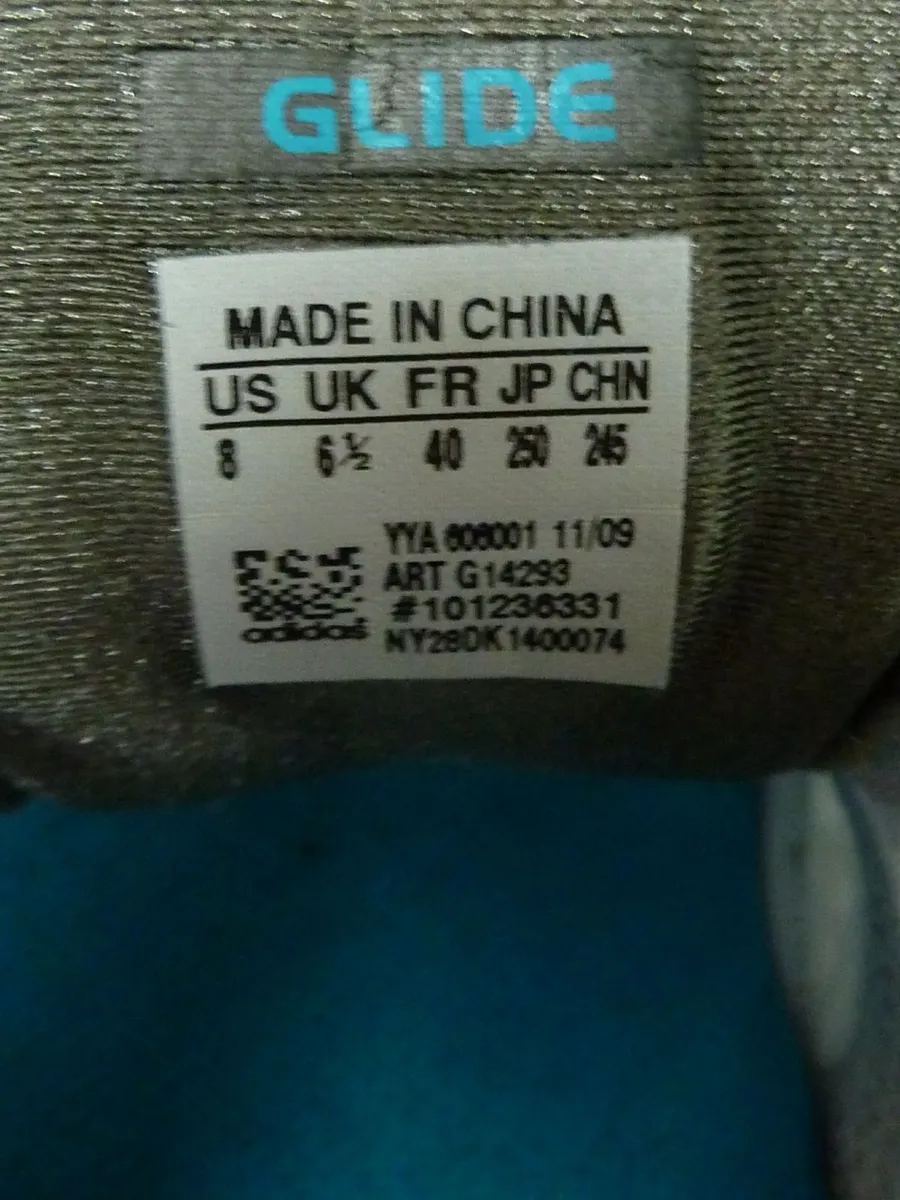 GLIDE
MADE IN CHINA
US UK FR JP CHN
8 6½ 40 250 245
YYA 606001 11/09
ART G14293
#101236331
adidas
NY28DK1400074